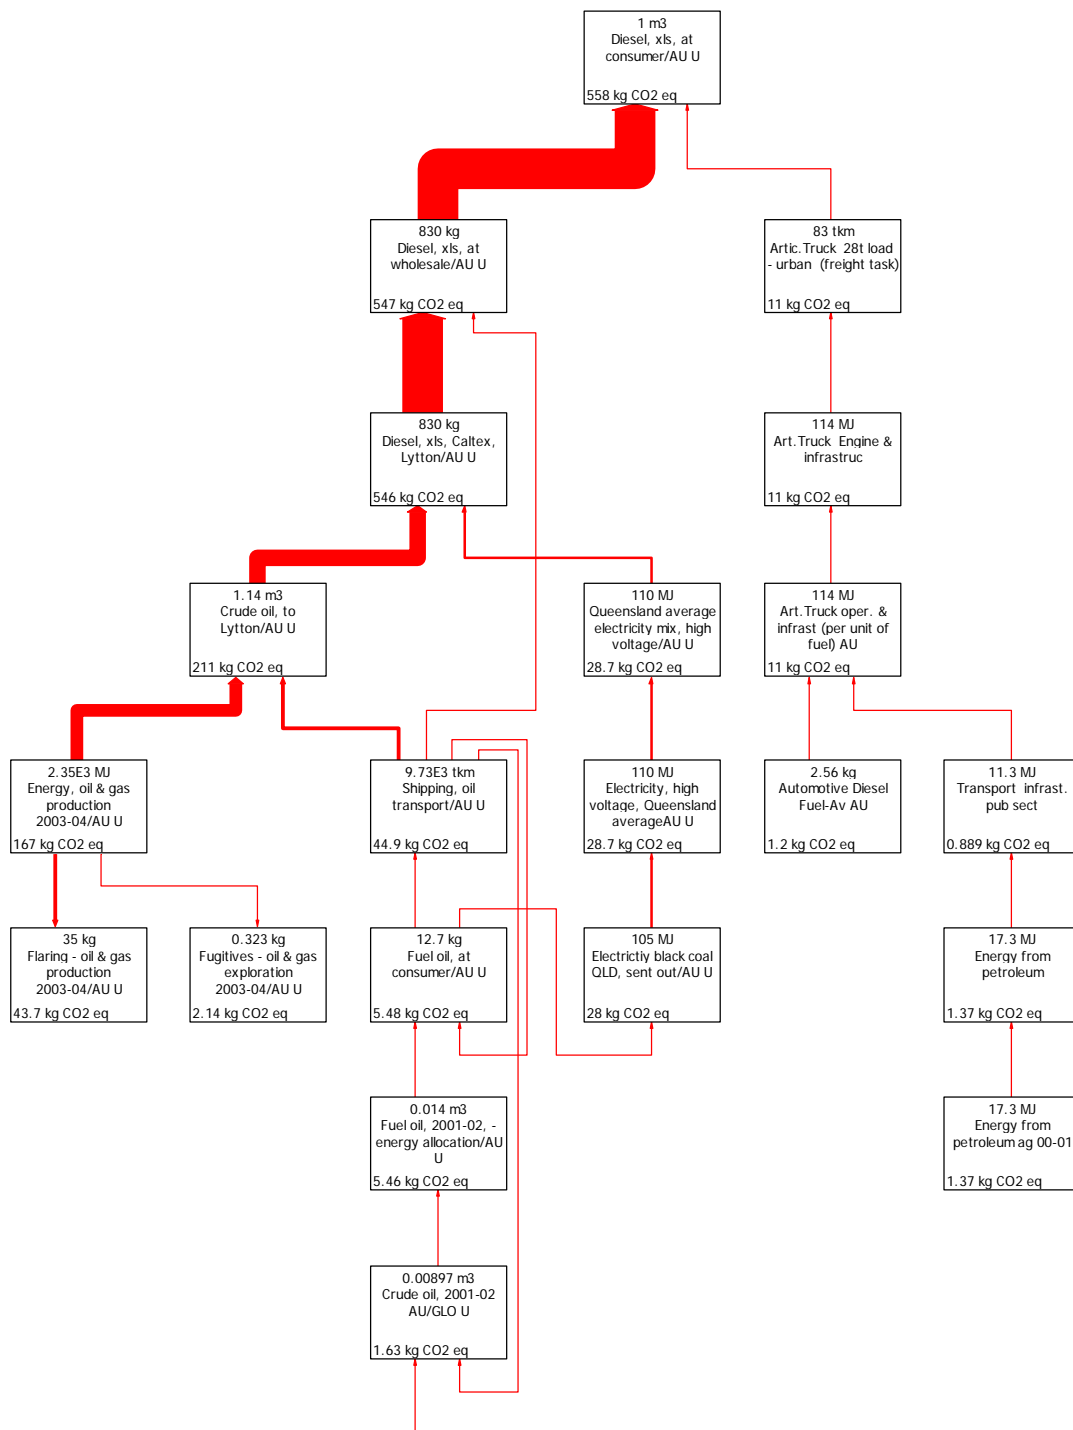 1 m3
Diesel, xls, at
consumer/AU U
558 kg CO2 eq
830 kg
Diesel, xls, at
wholesale/AU U
547 kg CO2 eq
83 tkm
Artic.Truck 28t load
- urban (freight task)
11 kg CO2 eq
830 kg
Diesel, xls, Caltex,
Lytton/AU U
546 kg CO2 eq
114 MJ
Art.Truck Engine &
infrastruc
11 kg CO2 eq
1.14 m3
Crude oil, to
Lytton/AU U
211 kg CO2 eq
110 MJ
Queensland average
electricity mix, high
voltage/AU U
28.7 kg CO2 eq
114 MJ
Art.Truck oper. &
infrast (per unit of
fuel) AU
11 kg CO2 eq
2.35E3 MJ
Energy, oil & gas
production
2003-04/AU U
167 kg CO2 eq
9.73E3 tkm
Shipping, oil
transport/AU U
44.9 kg CO2 eq
110 MJ
Electricity, high
voltage, Queensland
averageAU U
28.7 kg CO2 eq
2.56 kg
Automotive Diesel
Fuel-Av AU
1.2 kg CO2 eq
11.3 MJ
Transport infrast.
pub sect
0.889 kg CO2 eq
35 kg
Flaring - oil & gas
production
2003-04/AU U
43.7 kg CO2 eq
0.323 kg
Fugitives - oil & gas
exploration
2003-04/AU U
2.14 kg CO2 eq
12.7 kg
Fuel oil, at
consumer/AU U
5.48 kg CO2 eq
105 MJ
Electrictiy black coal
QLD, sent out/AU U
28 kg CO2 eq
17.3 MJ
Energy from
petroleum
1.37 kg CO2 eq
0.014 m3
Fuel oil, 2001-02, -
energy allocation/AU
U
5.46 kg CO2 eq
17.3 MJ
Energy from
petroleum ag 00-01
1.37 kg CO2 eq
0.00897 m3
Crude oil, 2001-02
AU/GLO U
1.63 kg CO2 eq